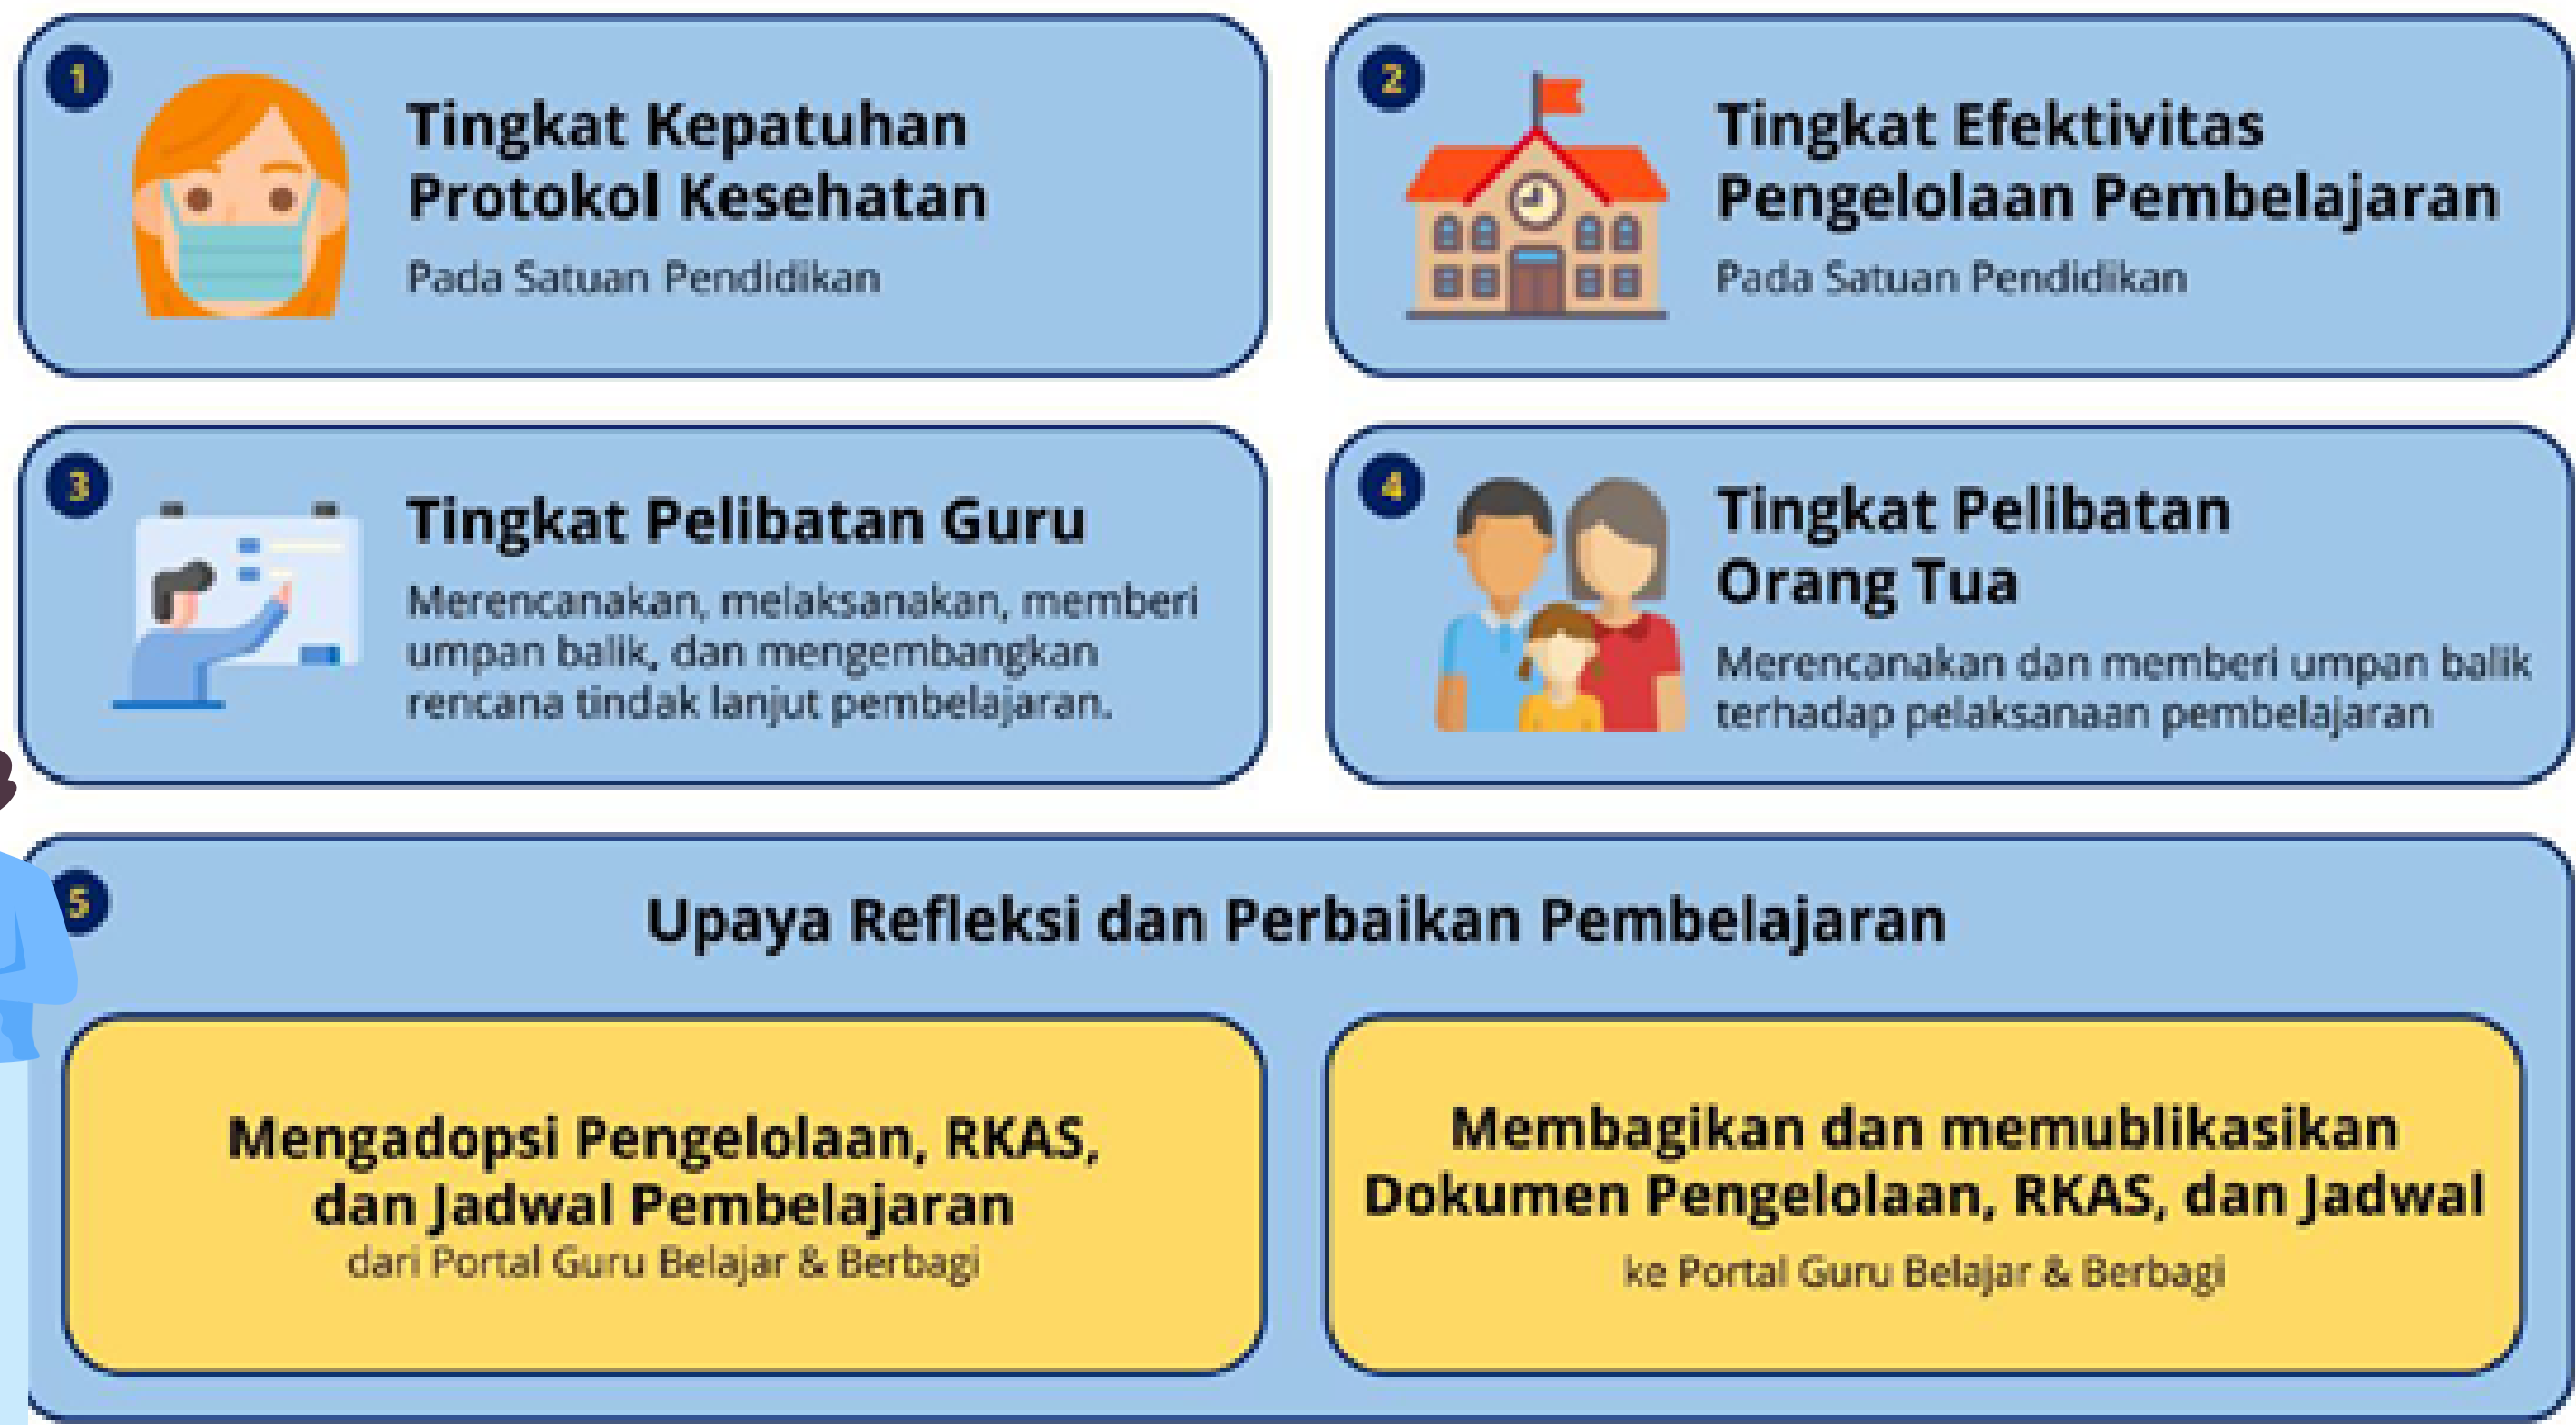 1
Tingkat Kepatuhan
Protokol Kesehatan
Pada Satuan Pendidikan
2
Tingkat Efektivitas
Pengelolaan Pembelajaran
Pada Satuan Pendidikan
3
Tingkat Pelibatan Guru
Merencanakan, melaksanakan, memberi
umpan balik, dan mengembangkan
rencana tindak lanjut pembelajaran.
4
Tingkat Pelibatan
Orang Tua
Merencanakan dan memberi umpan balik
terhadap pelaksanaan pembelajaran
5
Upaya Refleksi dan Perbaikan Pembelajaran
Mengadopsi Pengelolaan, RKAS,
dan Jadwal Pembelajaran
dari Portal Guru Belajar & Berbagi
Membagikan dan memublikasikan
Dokumen Pengelolaan, RKAS, dan Jadwal
ke Portal Guru Belajar & Berbagi